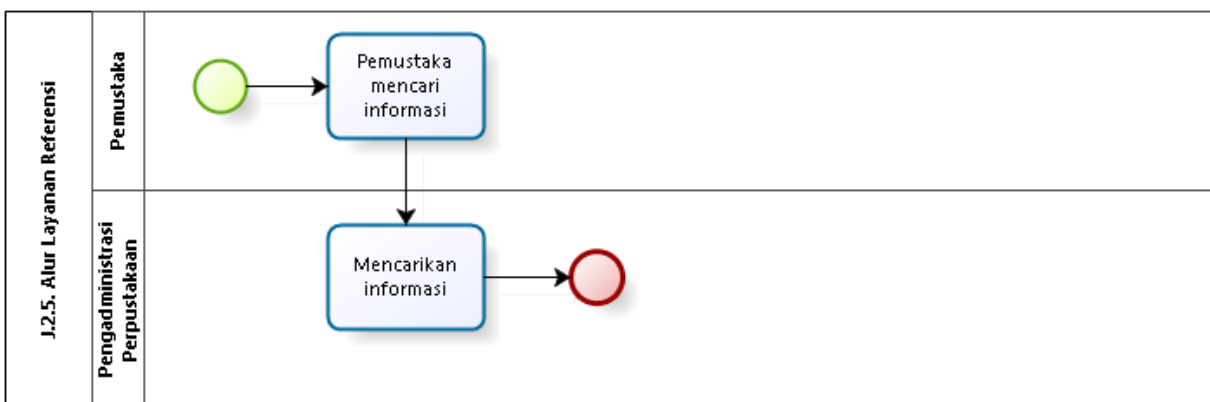 J.2.5. Alur Layanan Referensi
Pemustaka
Pemustaka
mencari
informasi
Pengadministrasi
Perpustakaan
Mencarikan
informasi